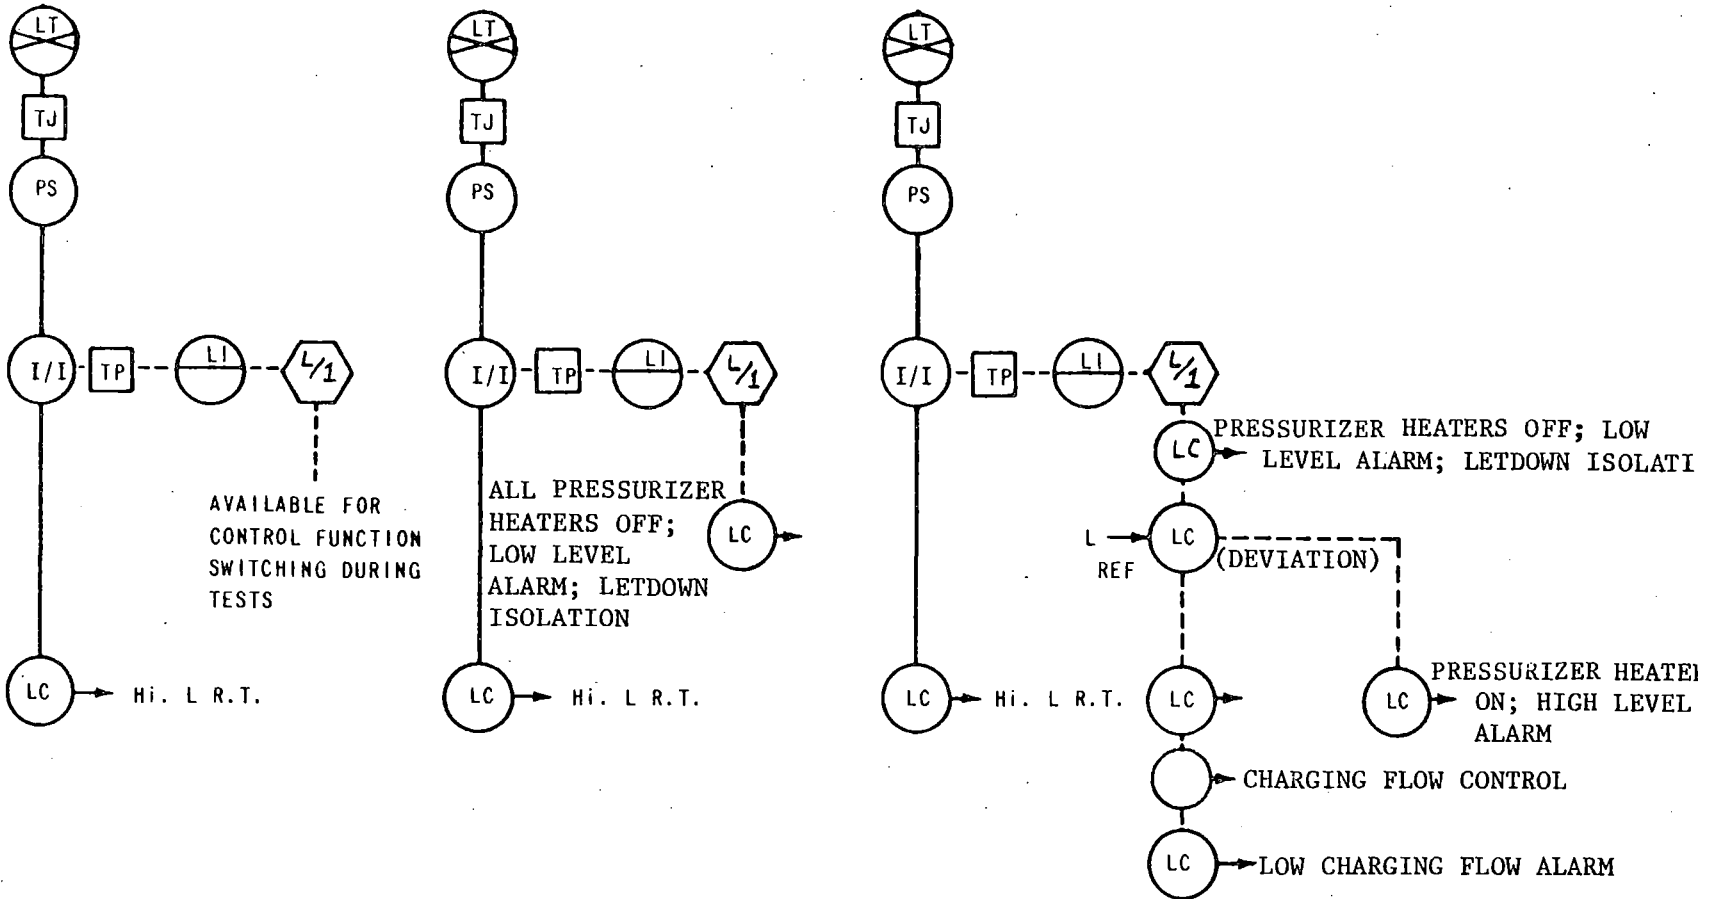 LT
TJ
PS
I/I
TP
LI
L/1
AVAILABLE FOR
CONTROL FUNCTION
SWITCHING DURING
TESTS
LC
Hi. L R.T.
LT
TJ
PS
I/I
TP
LI
L/1
ALL PRESSURIZER
HEATERS OFF;
LOW LEVEL
ALARM; LETDOWN
ISOLATION
LC
LC
Hi. L R.T.
LT
TJ
PS
I/I
TP
LI
L/1
LC
PRESSURIZER HEATERS OFF; LOW
LEVEL ALARM; LETDOWN ISOLATI
L
REF
LC
(DEVIATION)
LC
Hi. L R.T.
LC
LC
PRESSURIZER HEATE
ON; HIGH LEVEL
ALARM
CHARGING FLOW CONTROL
LC
LOW CHARGING FLOW ALARM